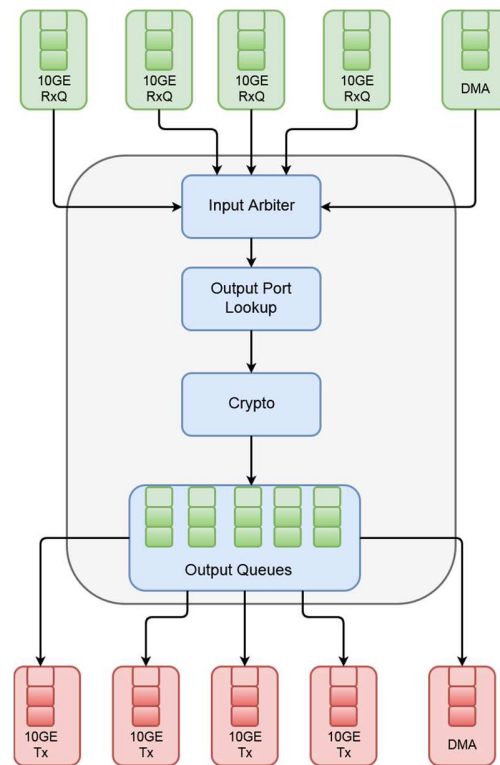 10GE
RxQ
10GE
RxQ
10GE
RxQ
10GE
RxQ
DMA
Input Arbiter
Output Port
Lookup
Crypto
Output Queues
10GE
Tx
10GE
Tx
10GE
Tx
10GE
Tx
DMA